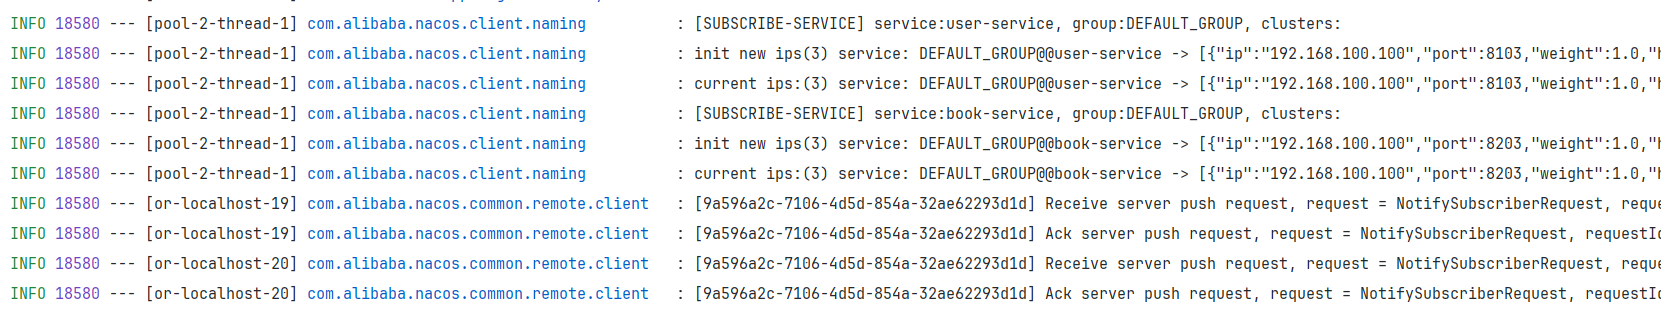 INFO 18580 --- [pool-2-thread-1] com.alibaba.nacos.client.naming : [SUBSCRIBE-SERVICE] service:user-service, group:DEFAULT_GROUP, clusters:
INFO 18580 --- [pool-2-thread-1] com.alibaba.nacos.client.naming : init new ips(3) service: DEFAULT_GROUP@@user-service -> [{"ip":"192.168.100.100","port":8103,"weight":1.0,"h
INFO 18580 --- [pool-2-thread-1] com.alibaba.nacos.client.naming : current ips:(3) service: DEFAULT_GROUP@@user-service -> [{"ip":"192.168.100.100","port":8103,"weight":1.0,"h
INFO 18580 --- [pool-2-thread-1] com.alibaba.nacos.client.naming : [SUBSCRIBE-SERVICE] service:book-service, group:DEFAULT_GROUP, clusters:
INFO 18580 --- [pool-2-thread-1] com.alibaba.nacos.client.naming : init new ips(3) service: DEFAULT_GROUP@@book-service -> [{"ip":"192.168.100.100","port":8203,"weight":1.0,"h
INFO 18580 --- [pool-2-thread-1] com.alibaba.nacos.client.naming : current ips:(3) service: DEFAULT_GROUP@@book-service -> [{"ip":"192.168.100.100","port":8203,"weight":1.0,"h
INFO 18580 --- [or-localhost-19] com.alibaba.nacos.common.remote.client : [9a596a2c-7106-4d5d-854a-32ae62293d1d] Receive server push request, request = NotifySubscriberRequest, reque
INFO 18580 --- [or-localhost-19] com.alibaba.nacos.common.remote.client : [9a596a2c-7106-4d5d-854a-32ae62293d1d] Ack server push request, request = NotifySubscriberRequest, requestId
INFO 18580 --- [or-localhost-20] com.alibaba.nacos.common.remote.client : [9a596a2c-7106-4d5d-854a-32ae62293d1d] Receive server push request, request = NotifySubscriberRequest, reque
INFO 18580 --- [or-localhost-20] com.alibaba.nacos.common.remote.client : [9a596a2c-7106-4d5d-854a-32ae62293d1d] Ack server push request, request = NotifySubscriberRequest, requestId